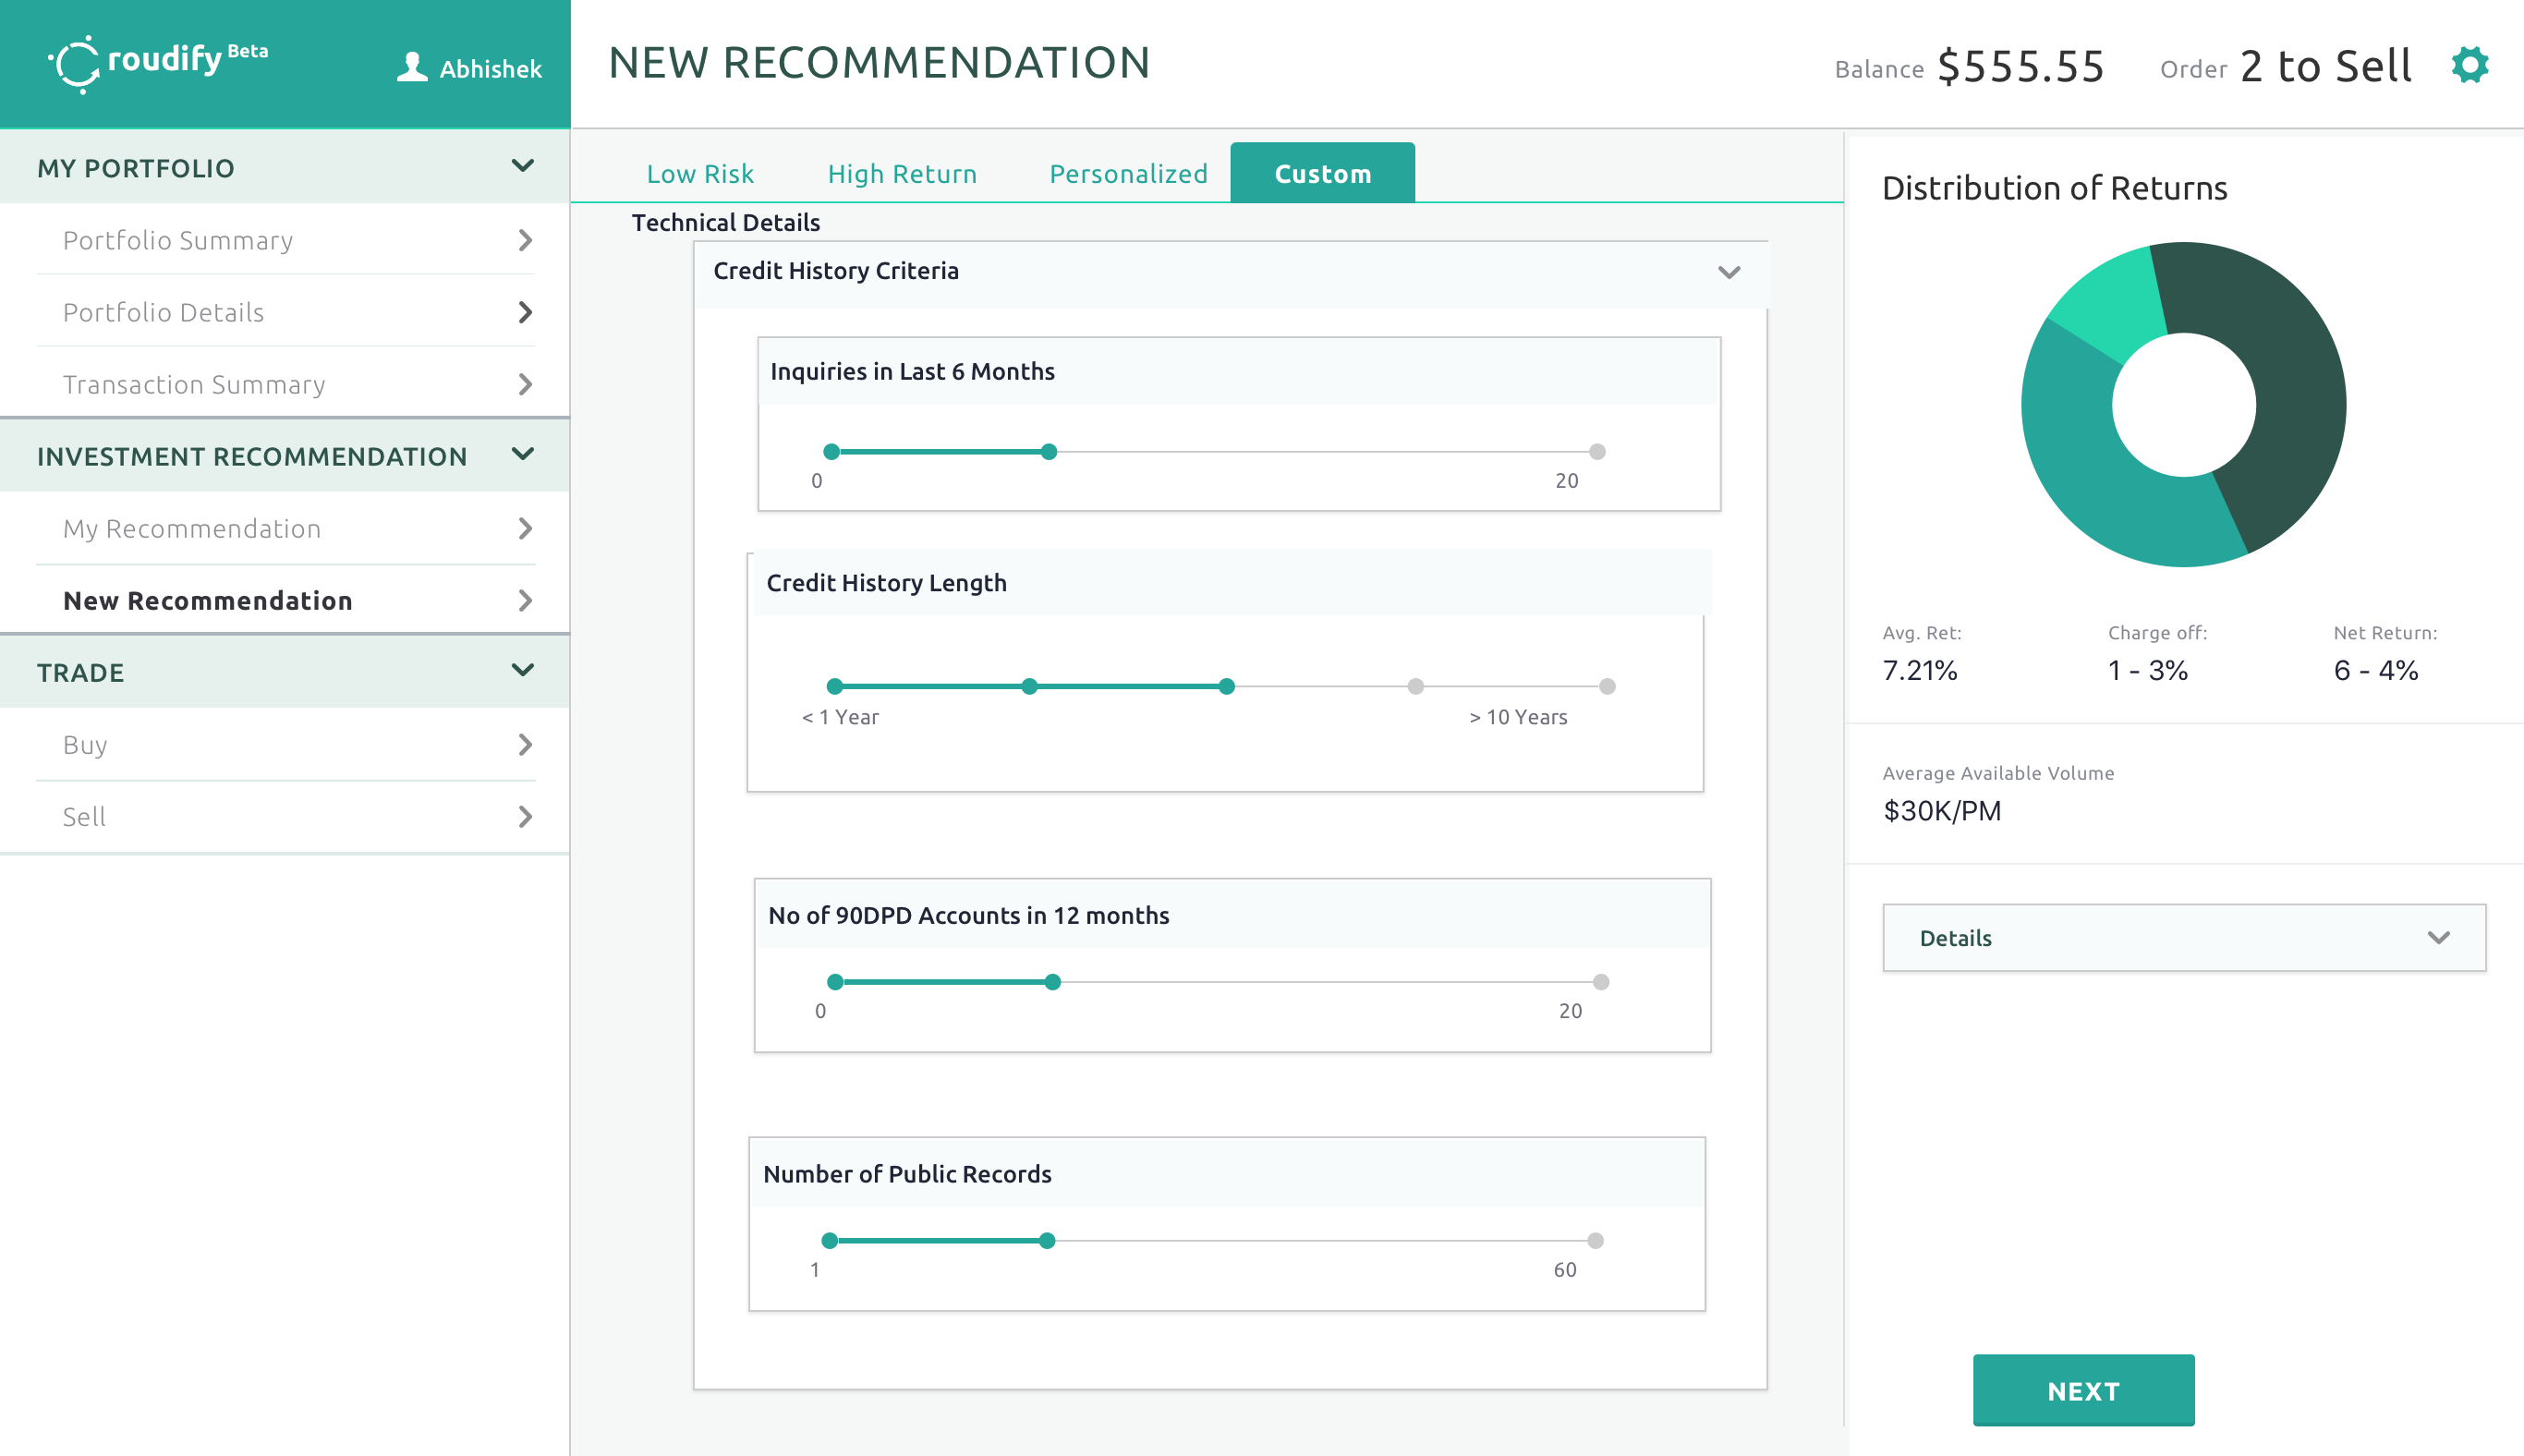 roudify Beta
Abhishek
NEW RECOMMENDATION
Balance $555.55
Order 2 to Sell
MY PORTFOLIO
Portfolio Summary
Portfolio Details
Transaction Summary
INVESTMENT RECOMMENDATION
My Recommendation
New Recommendation
TRADE
Buy
Sell
Low Risk
High Return
Personalized
Custom
Technical Details
Credit History Criteria
Inquiries in Last 6 Months
0
20
Credit History Length
< 1 Year
> 10 Years
No of 90DPD Accounts in 12 months
0
20
Number of Public Records
1
60
Distribution of Returns
Avg. Ret:
7.21%
Charge off:
1 - 3%
Net Return:
6 - 4%
Average Available Volume
$30K/PM
Details
NEXT